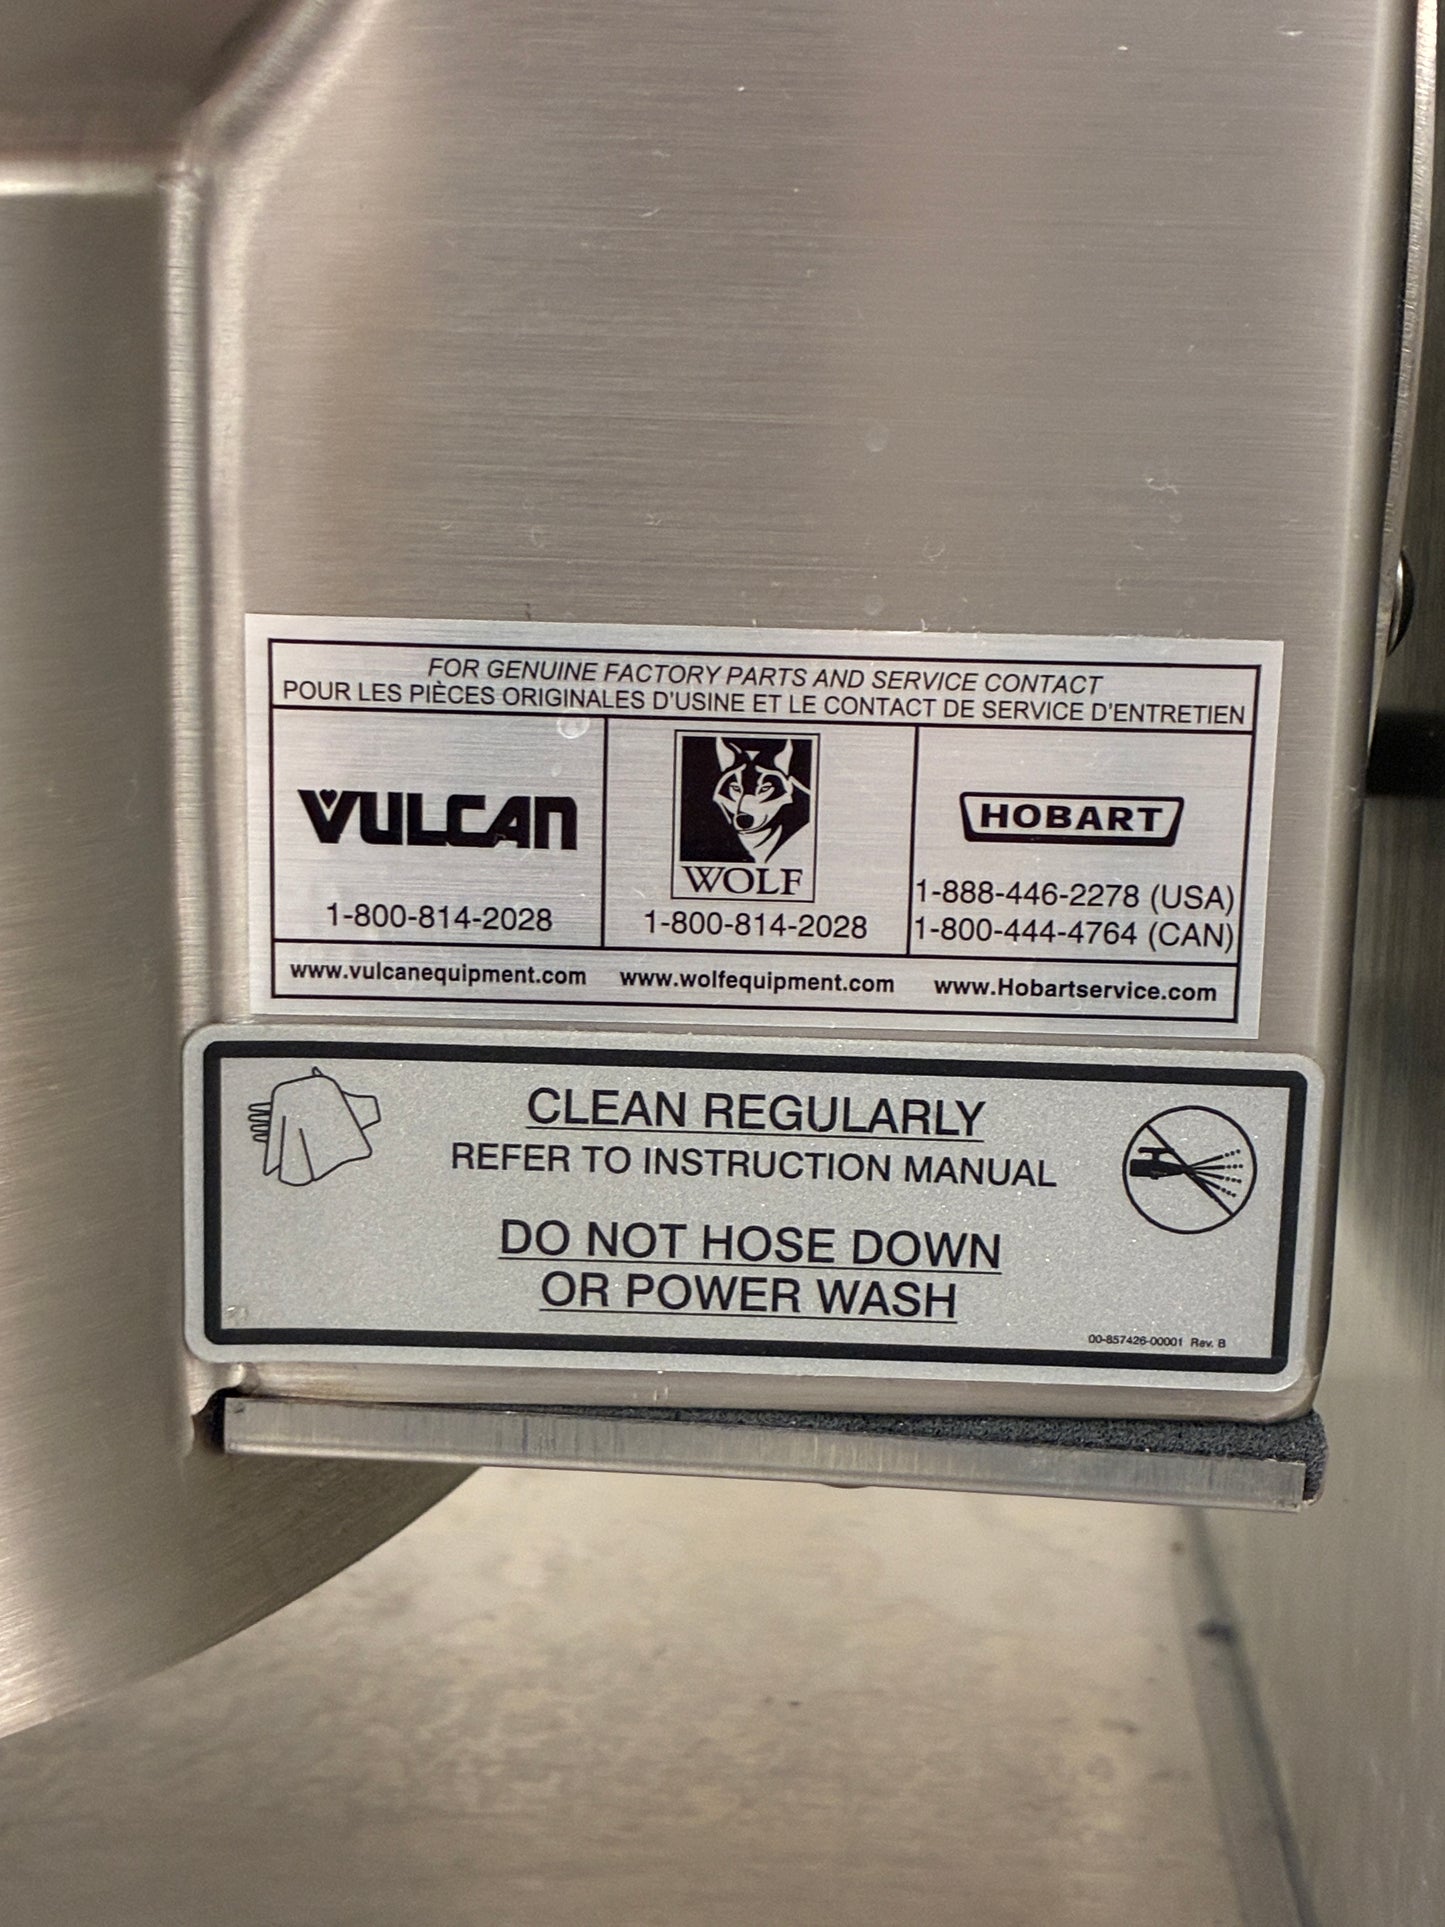 FOR GENUINE FACTORY PARTS AND SERVICE CONTACT
POUR LES PIÈCES ORIGINALES D'USINE ET LE CONTACT DE SERVICE D'ENTRETIEN
VULCAN
1-800-814-2028
www.vulcanequipment.com
WOLF
1-800-814-2028
www.wolfequipment.com
HOBART
1-888-446-2278 (USA)
1-800-444-4764 (CAN)
www.Hobartservice.com
CLEAN REGULARLY
REFER TO INSTRUCTION MANUAL
DO NOT HOSE DOWN
OR POWER WASH
00-857426-00001 Rev. B